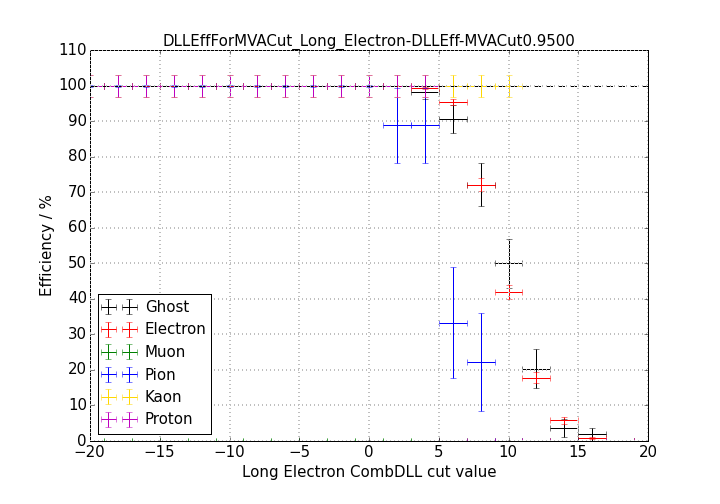 DLLEffForMVACut_Long_Electron-DLLEff-MVACut0.9500
110
100
90
80
70
60
50
40
30
20
10
0
Efficiency / %
Ghost
Electron
Muon
Pion
Kaon
Proton
−20 −15 −10 −5 0 5 10 15 20
Long Electron CombDLL cut value